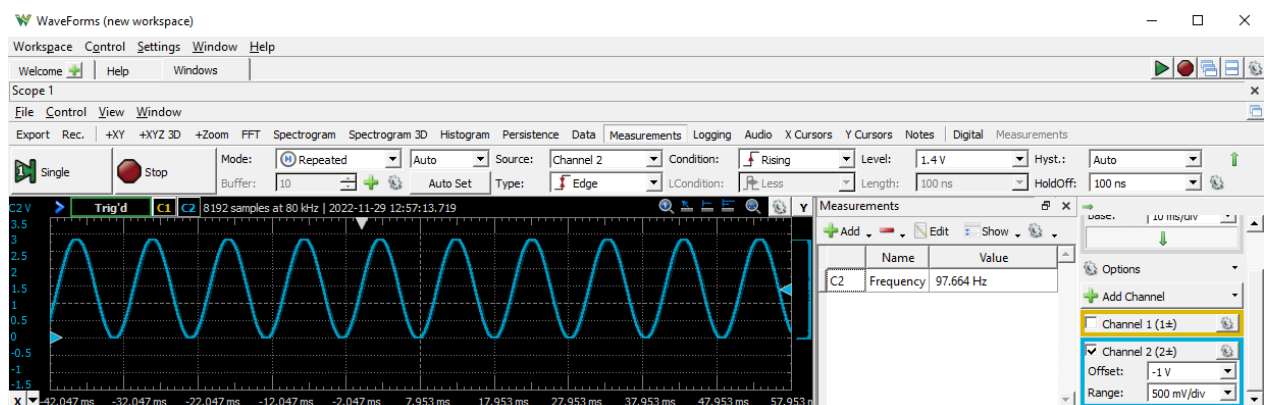 WaveForms (new workspace)
Workspace Control Settings Window Help
Welcome Help Windows
Scope 1
File Control View Window
Export Rec. +XY +XYZ 3D +Zoom FFT Spectrogram Spectrogram 3D Histogram Persistence Data Measurements Logging Audio X Cursors Y Cursors Notes Digital Measurements
Single Stop Mode: Repeated Auto Source: Channel 2 Condition: Rising Level: 1.4 V Hyst.: Auto
Buffer: 10 Auto Set Type: Edge LCondition: Less Length: 100 ns HoldOff: 100 ns
C2 V Trig'd C1 C2 8192 samples at 80 kHz | 2022-11-29 12:57:13.719 Y
3.5
3
2.5
2
1.5
1
0.5
0
-0.5
-1
-1.5
X -42.047 ms -32.047 ms -22.047 ms -12.047 ms -2.047 ms 7.953 ms 17.953 ms 27.953 ms 37.953 ms 47.953 ms 57.953
Measurements
Add Edit Show
Name Value
C2 Frequency 97.664 Hz
Base: 10 ms/div
Options
Add Channel
Channel 1 (1±)
Channel 2 (2±)
Offset: -1 V
Range: 500 mV/div